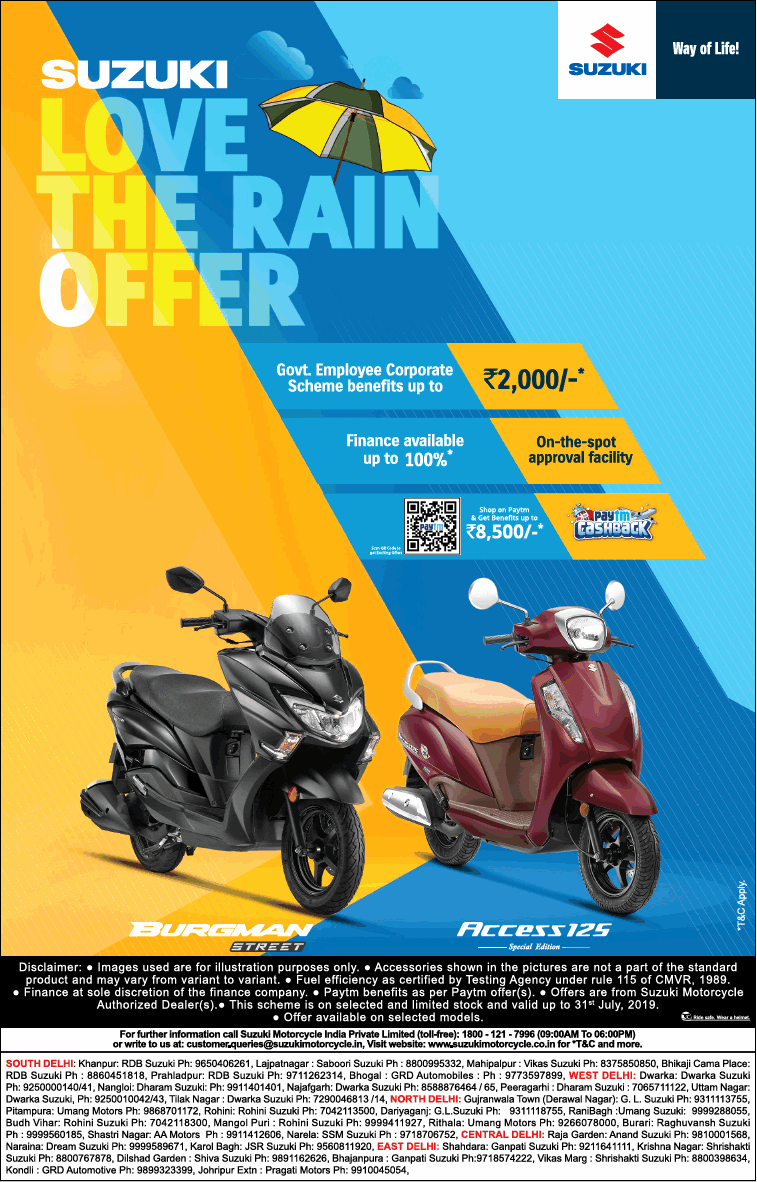 SUZUKI
Way of Life!
SUZUKI
LOVE
THE RAIN
OFFER
Govt. Employee Corporate
Scheme benefits up to
₹2,000/-*
Finance available
up to 100%*
On-the-spot
approval facility
Scan QR Code to
get Exciting Offers
Paytm
Shop on Paytm
& Get Benefits up to
₹8,500/-*
paytm
CASHBACK
*T&C Apply.
BURGMAN
STREET
Access125
Special Edition
Disclaimer: ● Images used are for illustration purposes only. ● Accessories shown in the pictures are not a part of the standard
product and may vary from variant to variant. ● Fuel efficiency as certified by Testing Agency under rule 115 of CMVR, 1989.
● Finance at sole discretion of the finance company. ● Paytm benefits as per Paytm offer(s). ● Offers are from Suzuki Motorcycle
Authorized Dealer(s).● This scheme is on selected and limited stock and valid up to 31st July, 2019.
● Offer available on selected models.
Ride safe. Wear a helmet.
For further information call Suzuki Motorcycle India Private Limited (toll-free): 1800 - 121 - 7996 (09:00AM To 06:00PM)
or write to us at: customer.queries@suzukimotorcycle.in, Visit website: www.suzukimotorcycle.co.in for *T&C and more.
SOUTH DELHI: Khanpur: RDB Suzuki Ph: 9650406261, Lajpatnagar : Saboori Suzuki Ph : 8800995332, Mahipalpur : Vikas Suzuki Ph: 8375850850, Bhikaji Cama Place:
RDB Suzuki Ph : 8860451818, Prahladpur: RDB Suzuki Ph: 9711262314, Bhogal : GRD Automobiles : Ph : 9773597899, WEST DELHI: Dwarka: Dwarka Suzuki
Ph: 9250000140/41, Nangloi: Dharam Suzuki: Ph: 9911401401, Najafgarh: Dwarka Suzuki Ph: 8588876464 / 65, Peeragarhi : Dharam Suzuki : 7065711122, Uttam Nagar:
Dwarka Suzuki, Ph: 9250010042/43, Tilak Nagar : Dwarka Suzuki Ph: 7290046813 /14, NORTH DELHI: Gujranwala Town (Derawal Nagar): G. L. Suzuki Ph: 9311113755,
Pitampura: Umang Motors Ph: 9868701172, Rohini: Rohini Suzuki Ph: 7042113500, Dariyaganj: G.L.Suzuki Ph: 9311118755, RaniBagh :Umang Suzuki: 9999288055,
Budh Vihar: Rohini Suzuki Ph: 7042118300, Mangol Puri : Rohini Suzuki Ph: 9999411927, Rithala: Umang Motors Ph: 9266078000, Burari: Raghuvansh Suzuki
Ph : 9999560185, Shastri Nagar: AA Motors Ph : 9911412606, Narela: SSM Suzuki Ph : 9718706752, CENTRAL DELHI: Raja Garden: Anand Suzuki Ph: 9810001568,
Naraina: Dream Suzuki Ph: 9999589671, Karol Bagh: JSR Suzuki Ph: 9560811920, EAST DELHI: Shahdara: Ganpati Suzuki Ph: 9211641111, Krishna Nagar: Shrishakti
Suzuki Ph: 8800767878, Dilshad Garden : Shiva Suzuki Ph: 9891162626, Bhajanpura : Ganpati Suzuki Ph:9718574222, Vikas Marg : Shrishakti Suzuki Ph: 8800398634,
Kondli : GRD Automotive Ph: 9899323399, Johripur Extn : Pragati Motors Ph: 9910045054,